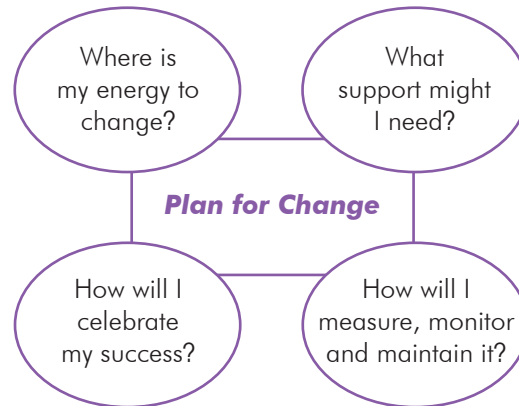 Where is
my energy to
change?
What
support might
I need?
Plan for Change
How will I
celebrate
my success?
How will I
measure, monitor
and maintain it?